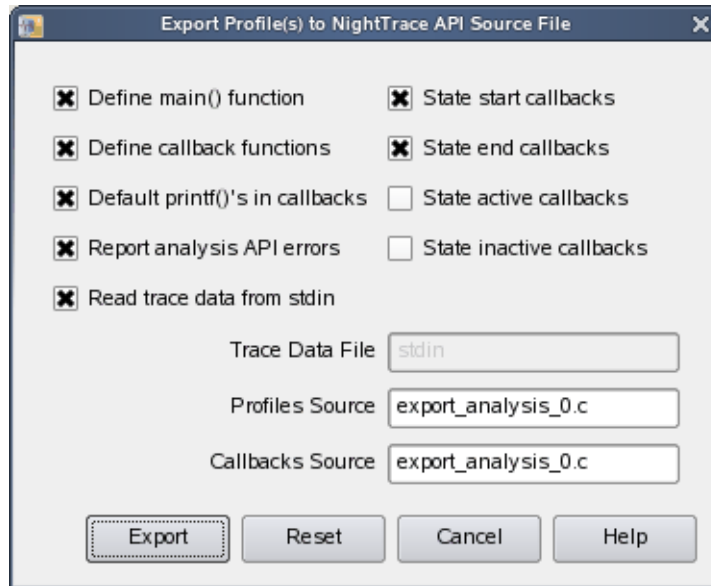 Export Profile(s) to NightTrace API Source File
Define main() function State start callbacks
Define callback functions State end callbacks
Default printf()'s in callbacks State active callbacks
Report analysis API errors State inactive callbacks
Read trace data from stdin
Trace Data File stdin
Profiles Source export_analysis_0.c
Callbacks Source export_analysis_0.c
Export Reset Cancel Help